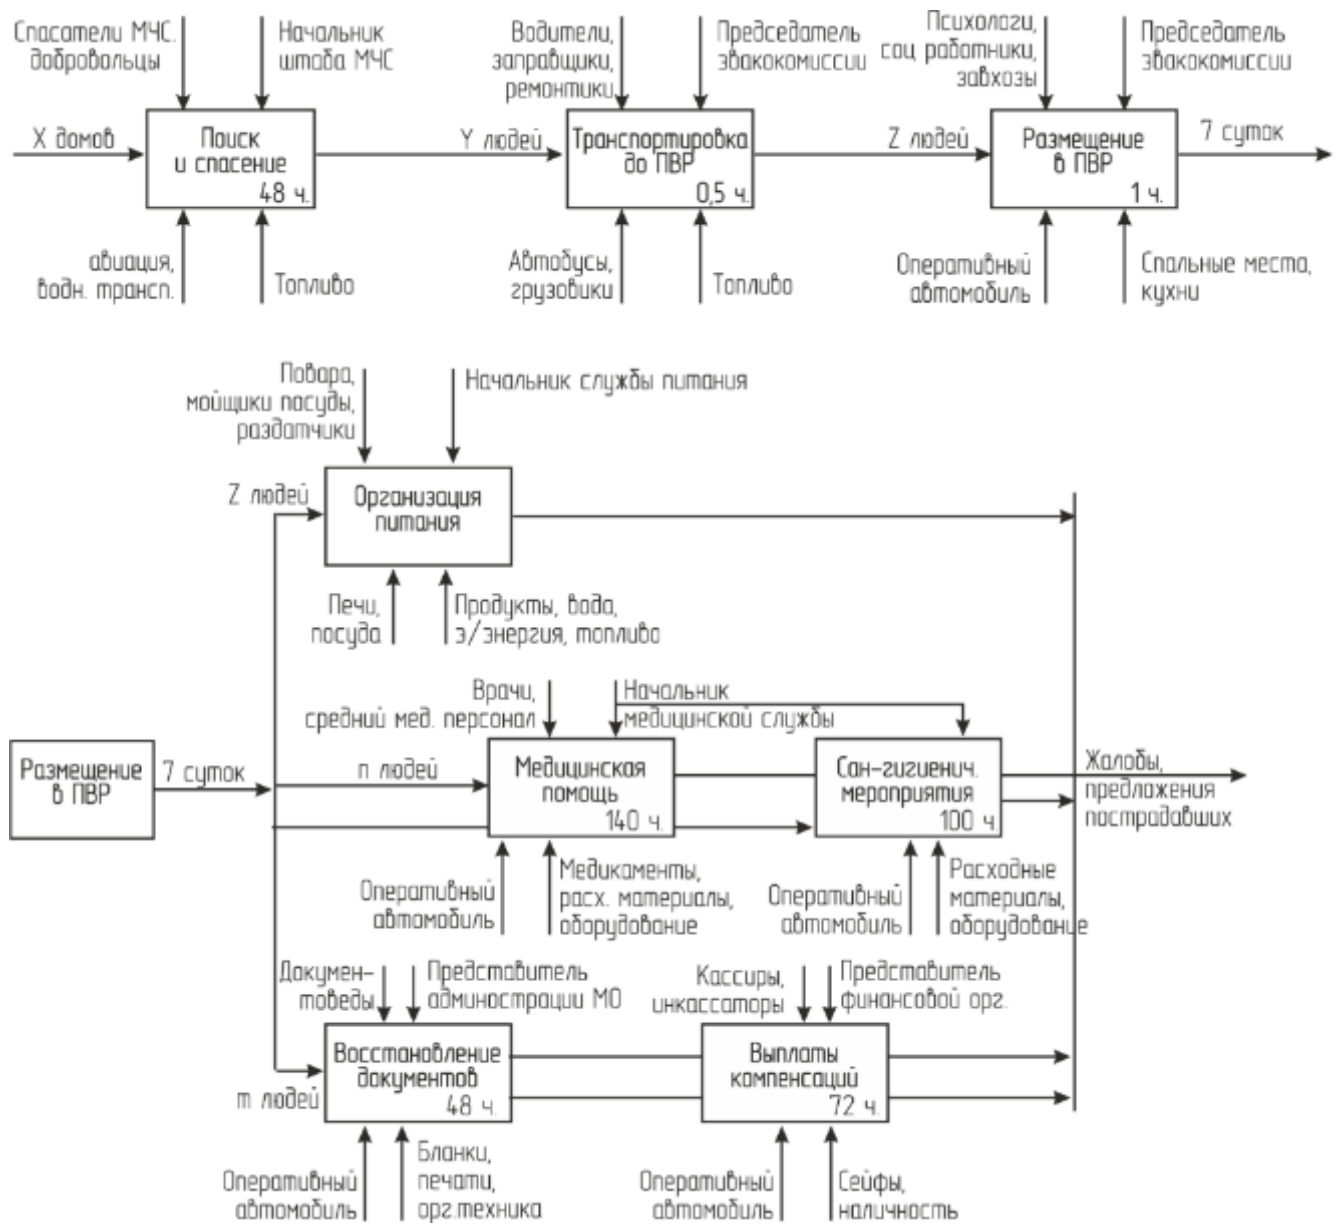 Спасатели МЧС.
добровольцы
Начальник
штаба МЧС
Водители,
заправщики,
ремонтики
Председатель
эвакокомиссии
Психологи,
соц работники,
завхозы
Председатель
эвакокомиссии
X домов
Поиск
и спасение
48 ч.
Y людей
Транспортировка
до ПВР
0,5 ч.
Z людей
Размещение
в ПВР
1 ч.
7 суток
авиация,
водн. трансп.
Топливо
Автобусы,
грузовики
Топливо
Оперативный
автомобиль
Спальные места,
кухни
Повара,
мойщики посуды,
раздатчики
Начальник службы питания
Z людей
Организация
питания
Печи,
посуда
Продукты, вода,
э/энергия, топливо
Врачи,
средний мед. персонал
Начальник
медицинской службы
Размещение
в ПВР
7 суток
n людей
Медицинская
помощь
140 ч.
Сан-гигиенич.
мероприятия
100 ч
Жалобы,
предложения
пострадавших
Оперативный
автомобиль
Медикаменты,
расх. материалы,
оборудование
Оперативный
автомобиль
Расходные
материалы,
оборудование
Докумен-
товеды
Представитель
админострации МО
Кассиры,
инкассаторы
Представитель
финансовой орг.
m людей
Восстановление
документов
48 ч.
Выплаты
компенсаций
72 ч.
Оперативный
автомобиль
Бланки,
печати,
орг.техника
Оперативный
автомобиль
Сейфы,
наличность